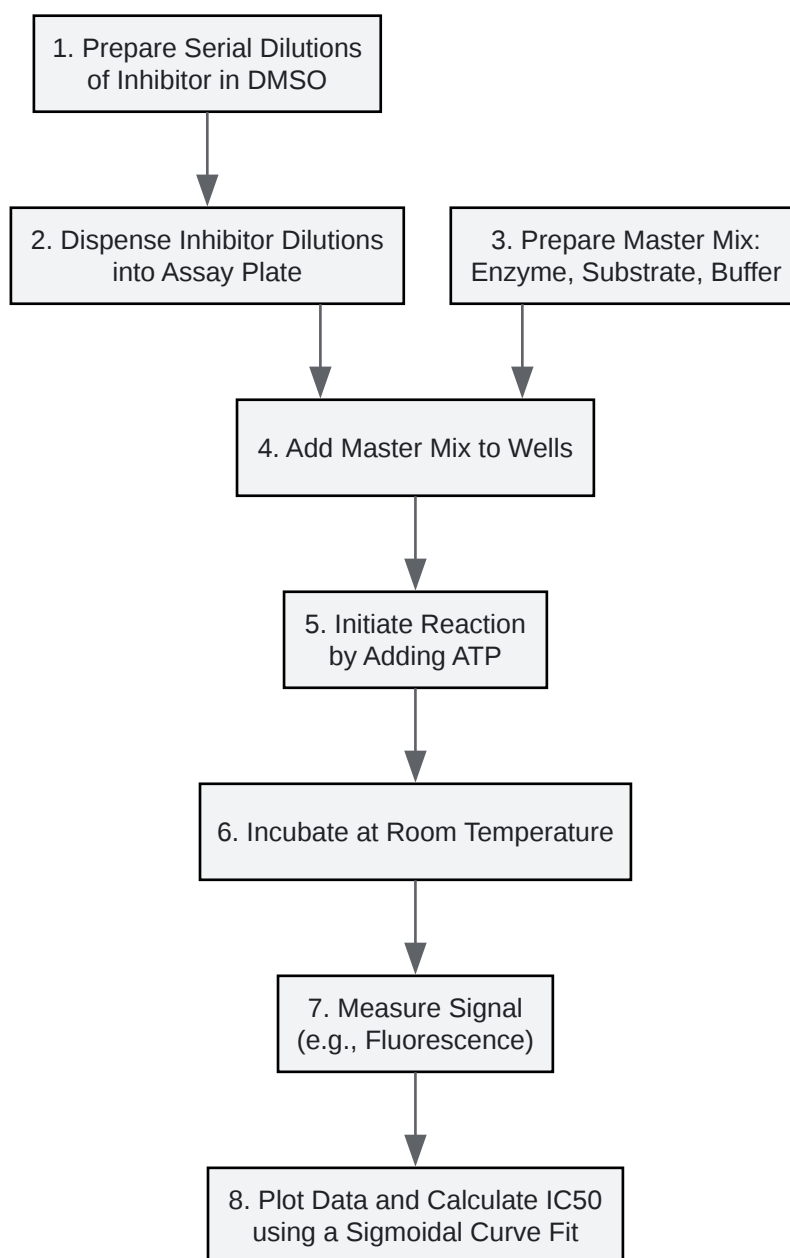 1. Prepare Serial Dilutions
of Inhibitor in DMSO
2. Dispense Inhibitor Dilutions
into Assay Plate
3. Prepare Master Mix:
Enzyme, Substrate, Buffer
4. Add Master Mix to Wells
5. Initiate Reaction
by Adding ATP
6. Incubate at Room Temperature
7. Measure Signal
(e.g., Fluorescence)
8. Plot Data and Calculate IC50
using a Sigmoidal Curve Fit